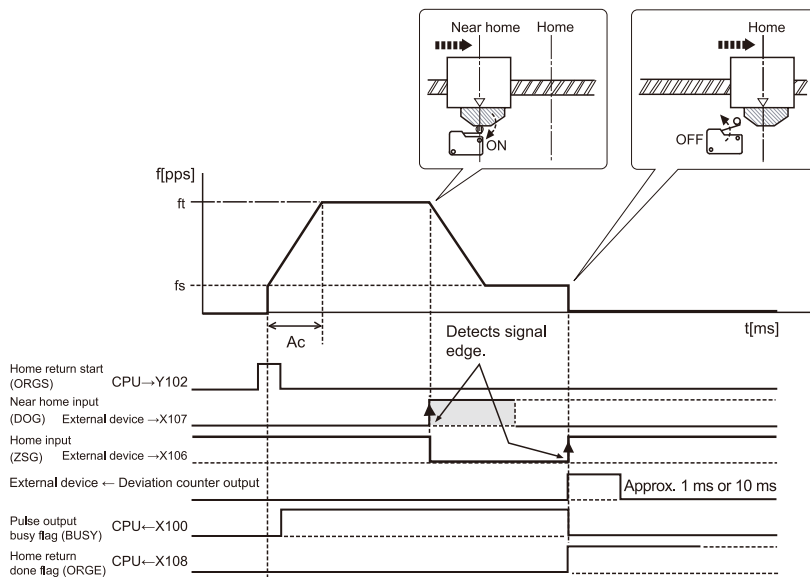 Near home
Home
ON
Home
OFF
f[pps]
ft
fs
Ac
t[ms]
Detects signal
edge.
Home return start
(ORGS)
CPU→Y102
Near home input
(DOG)
External device →X107
Home input
(ZSG)
External device →X106
External device ← Deviation counter output
Approx. 1 ms or 10 ms
Pulse output
busy flag (BUSY)
CPU←X100
Home return
done flag (ORGE)
CPU←X108